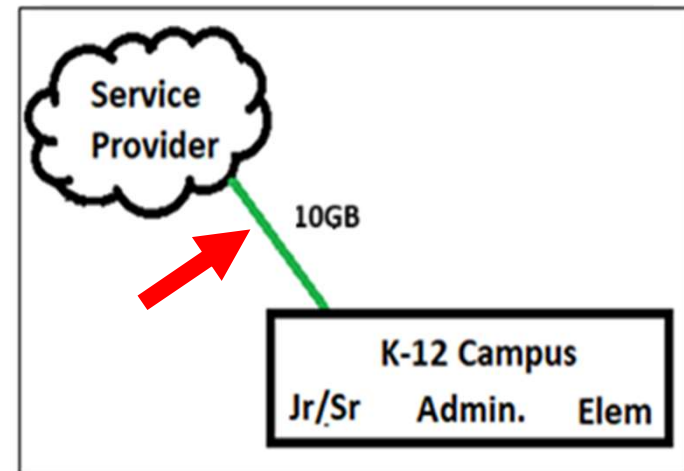 Service
Provider
10GB
K-12 Campus
Jr/Sr Admin. Elem